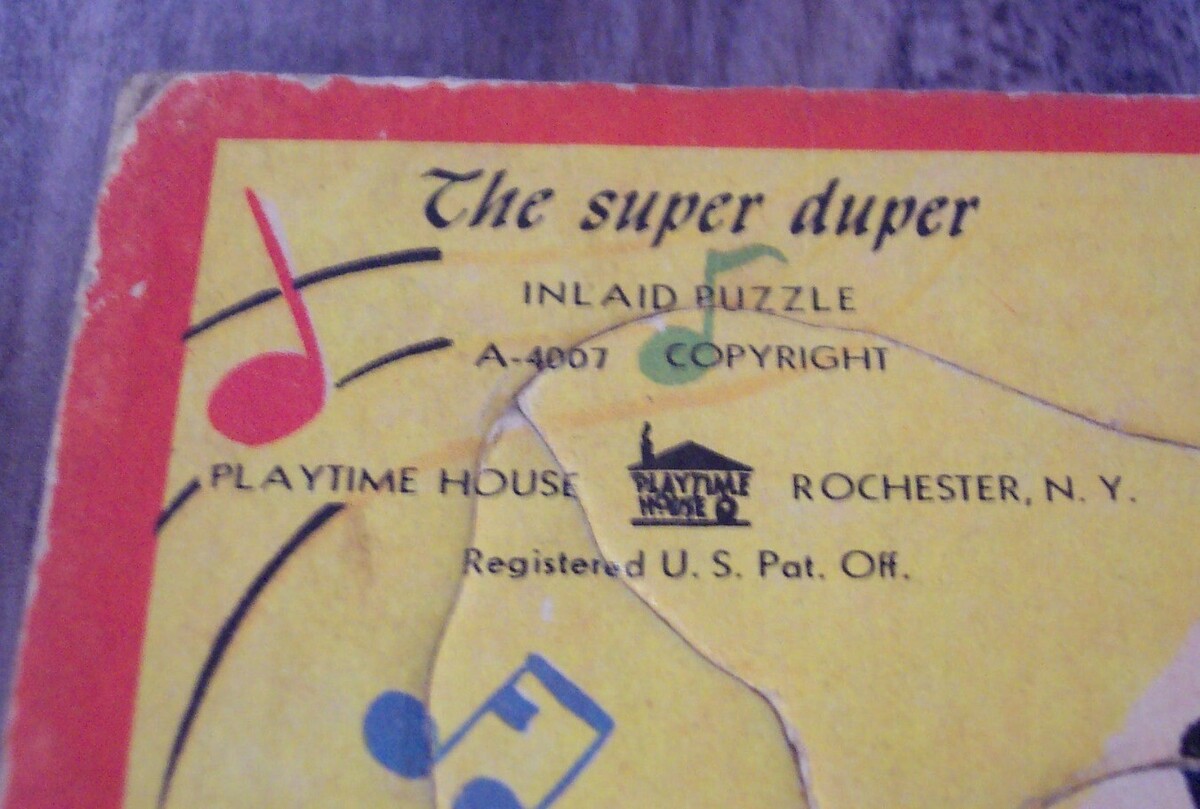 The super duper
INLAID PUZZLE
A-4007 COPYRIGHT
PLAYTIME HOUSE PLAYTIME HOUSE ROCHESTER, N. Y.
Registered U. S. Pat. Off.